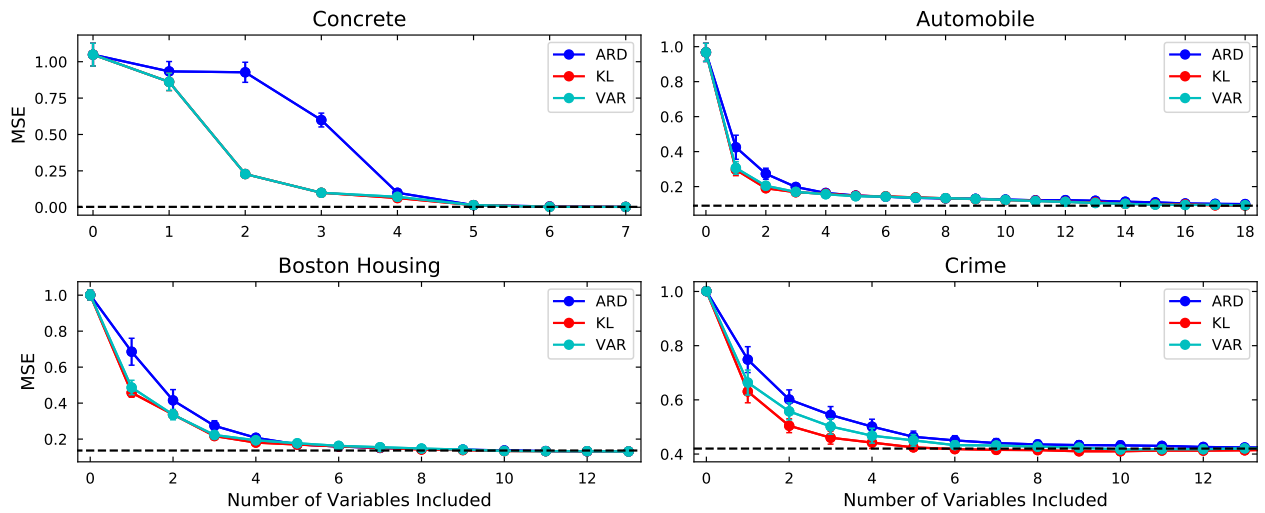 Concrete
MSE
1.00
0.75
0.50
0.25
0.00
0 1 2 3 4 5 6 7
ARD
KL
VAR
Automobile
1.0
0.8
0.6
0.4
0.2
0 2 4 6 8 10 12 14 16 18
ARD
KL
VAR
Boston Housing
MSE
1.0
0.8
0.6
0.4
0.2
0 2 4 6 8 10 12
Number of Variables Included
ARD
KL
VAR
Crime
1.0
0.8
0.6
0.4
0 2 4 6 8 10 12
Number of Variables Included
ARD
KL
VAR